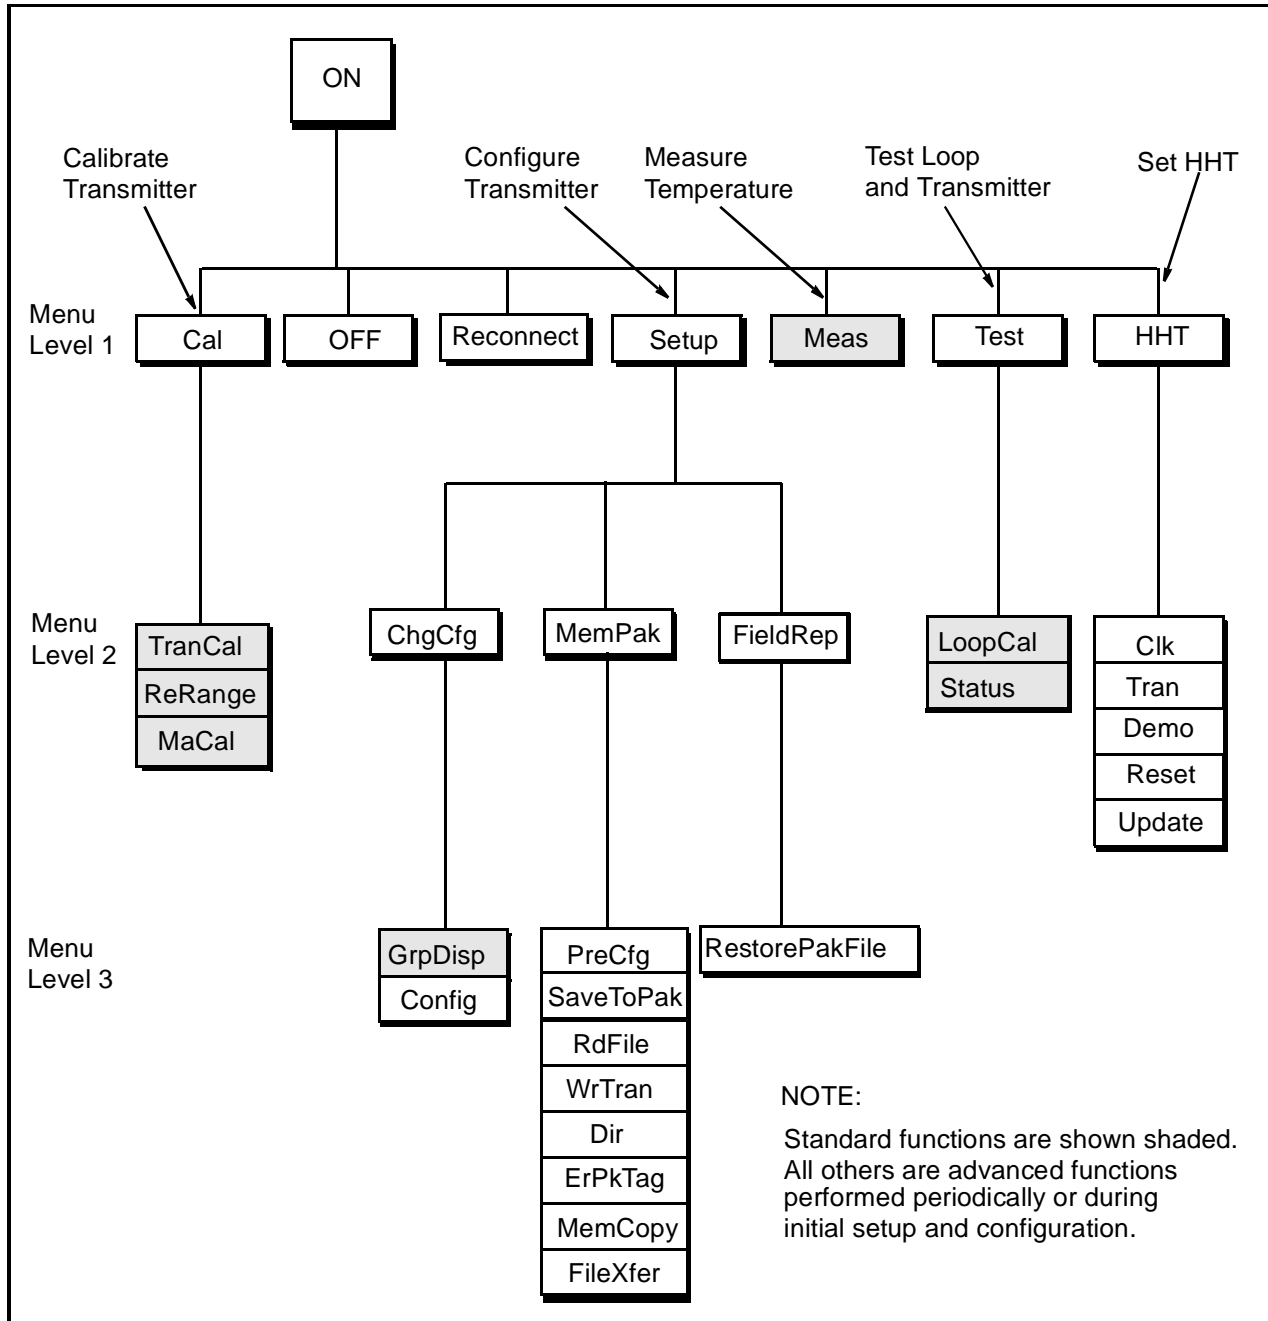 ON
Calibrate
Transmitter
Configure
Transmitter
Measure
Temperature
Test Loop
and Transmitter
Set HHT
Menu
Level 1
Cal
OFF
Reconnect
Setup
Meas
Test
HHT
Menu
Level 2
TranCal
ReRange
MaCal
ChgCfg
MemPak
FieldRep
LoopCal
Status
Clk
Tran
Demo
Reset
Update
Menu
Level 3
GrpDisp
Config
PreCfg
SaveToPak
RdFile
WrTran
Dir
ErPkTag
MemCopy
FileXfer
RestorePakFile
NOTE:
Standard functions are shown shaded.
All others are advanced functions
performed periodically or during
initial setup and configuration.